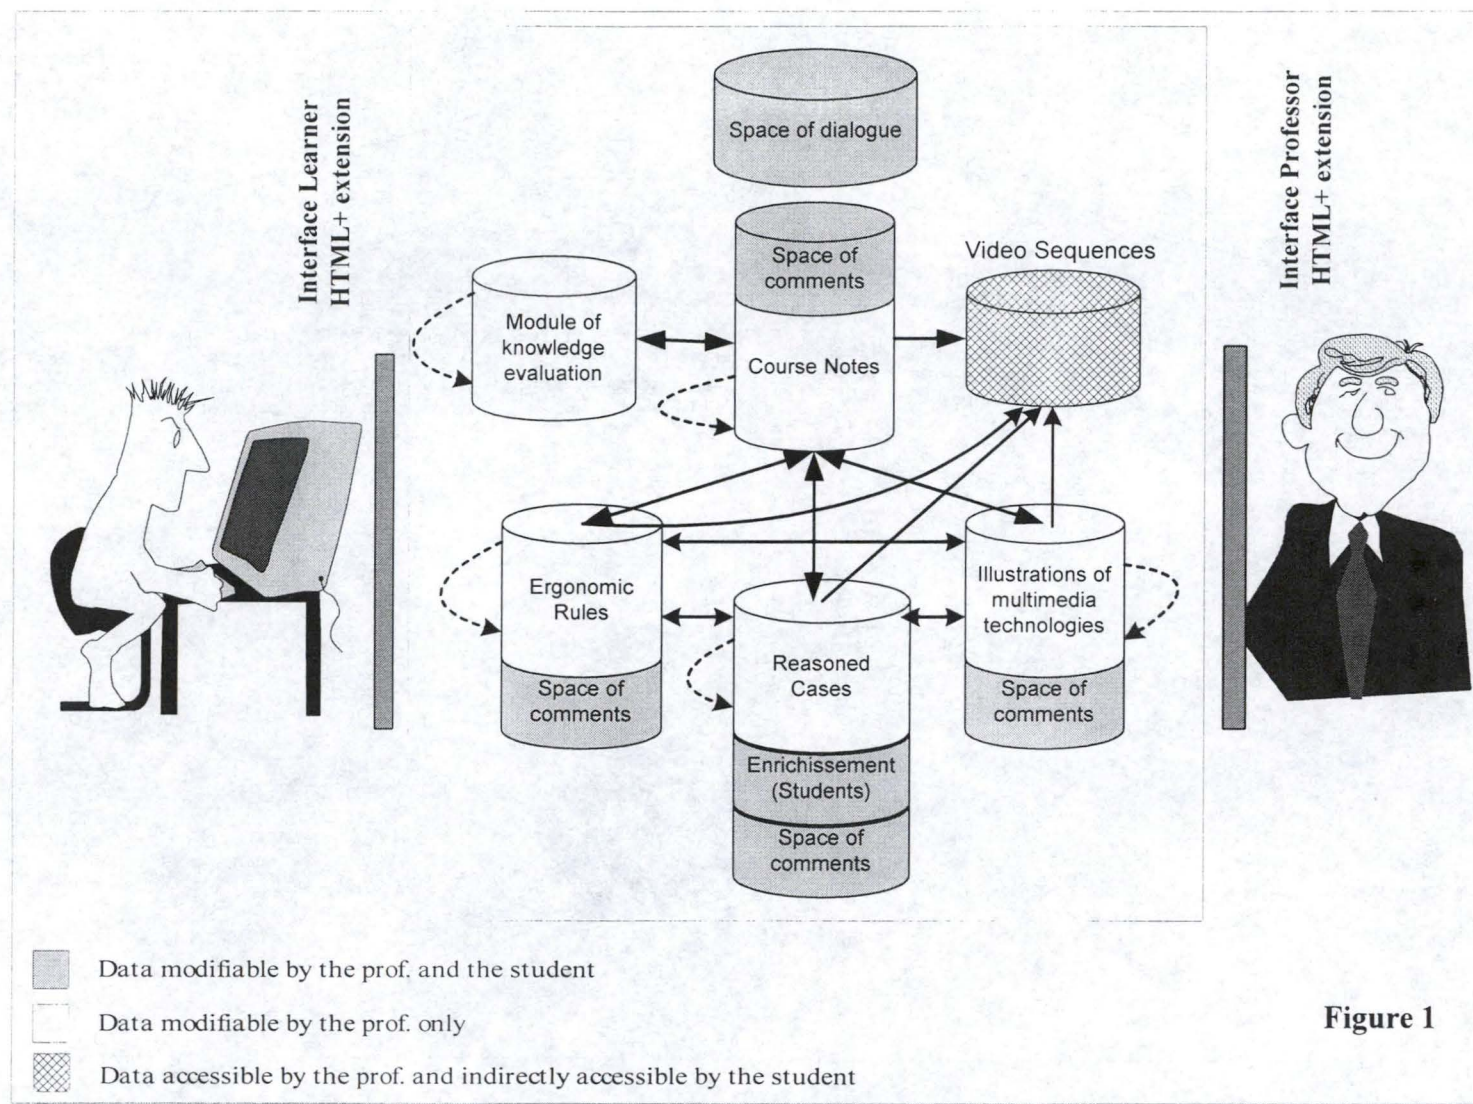 Interface Learner
HTML+ extension
Space of dialogue
Interface Professor
HTML+ extension
Space of
comments
Video Sequences
Module of
knowledge
evaluation
Course Notes
Ergonomic
Rules
Space of
comments
Reasoned
Cases
Enrichissement
(Students)
Space of
comments
Illustrations of
multimedia
technologies
Space of
comments
Data modifiable by the prof. and the student
Data modifiable by the prof. only
Data accessible by the prof. and indirectly accessible by the student
Figure 1